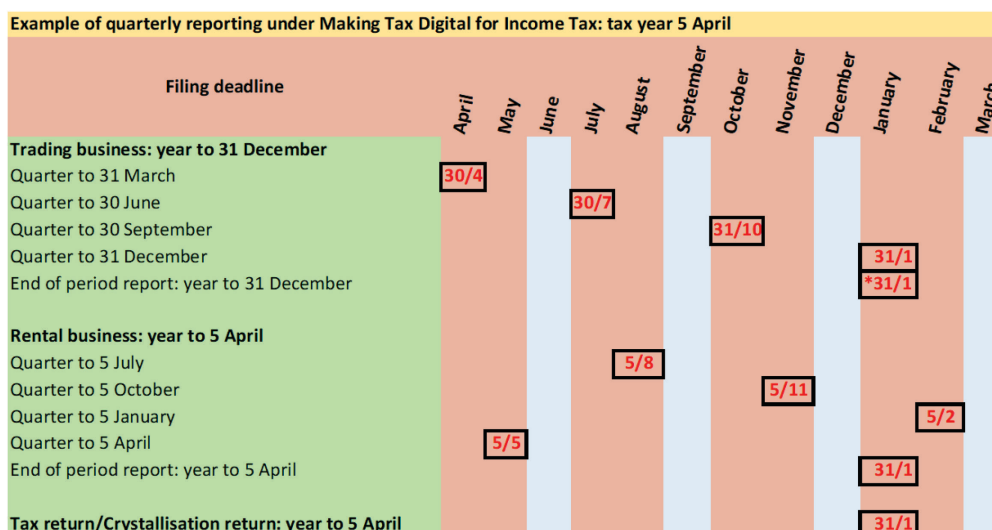 Example of quarterly reporting under Making Tax Digital for Income Tax: tax year 5 April
Filing deadline April May June July August September October November December January February March
Trading business: year to 31 December
Quarter to 31 March 30/4
Quarter to 30 June 30/7
Quarter to 30 September 31/10
Quarter to 31 December 31/1
End of period report: year to 31 December *31/1
Rental business: year to 5 April
Quarter to 5 July 5/8
Quarter to 5 October 5/11
Quarter to 5 January 5/2
Quarter to 5 April 5/5
End of period report: year to 5 April 31/1
Tax return/Crystallisation return: year to 5 April 31/1